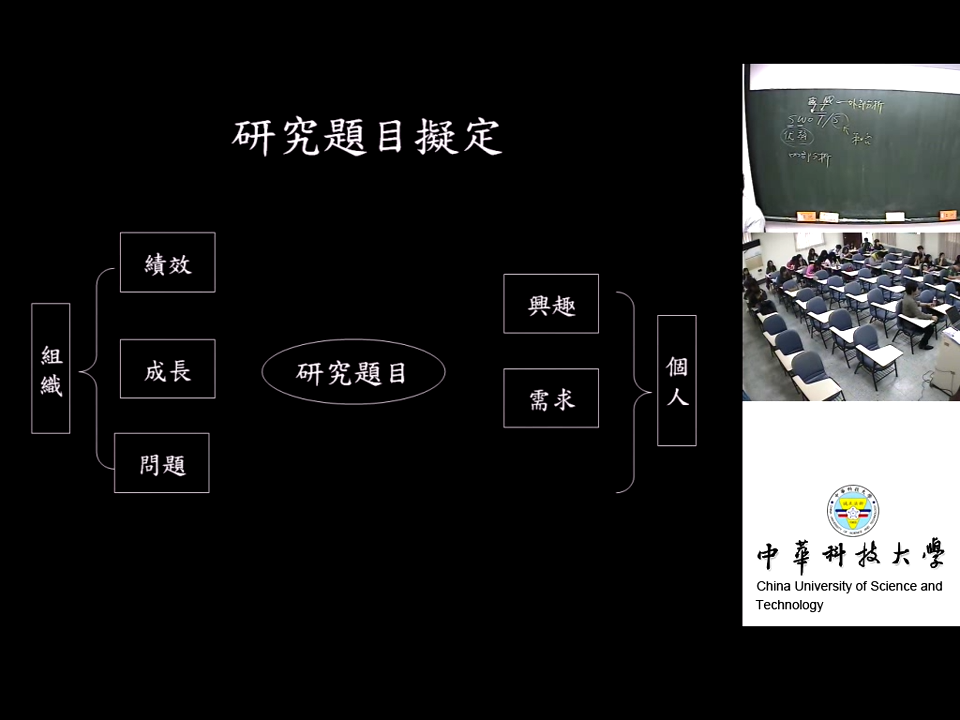 研究題目擬定
組織
績效
成長
問題
研究題目
興趣
需求
個人
SWOT/S
中華科技大學
China University of Science and
Technology